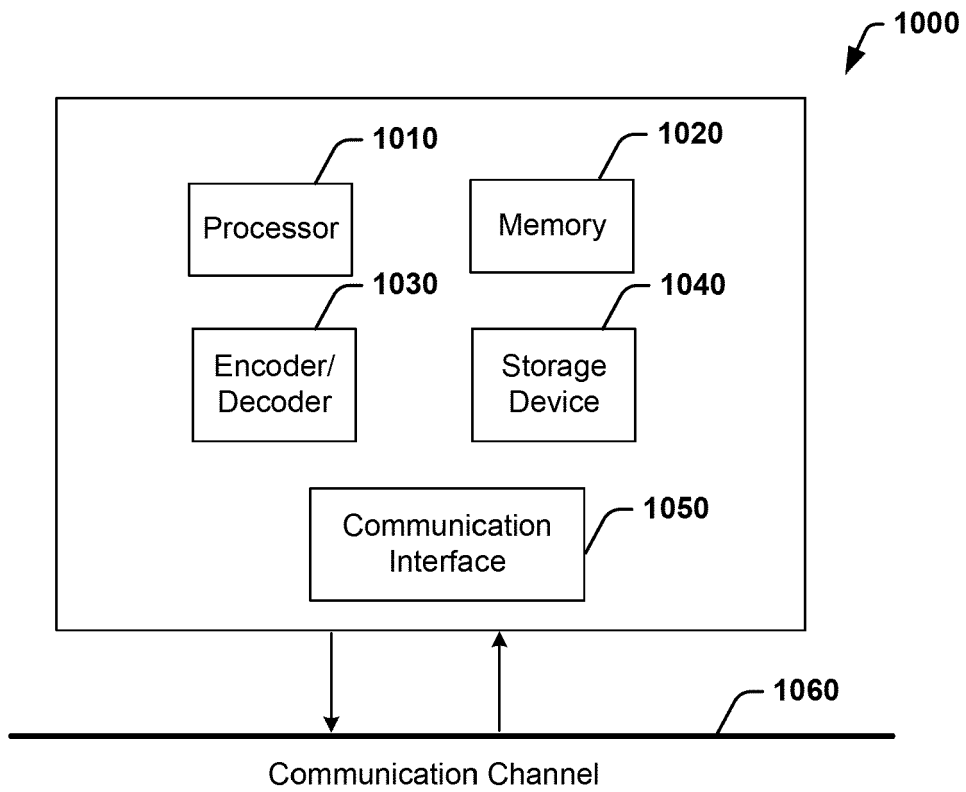 1000
1010
1020
Processor
Memory
1030
1040
Encoder/
Decoder
Storage
Device
1050
Communication
Interface
1060
Communication Channel